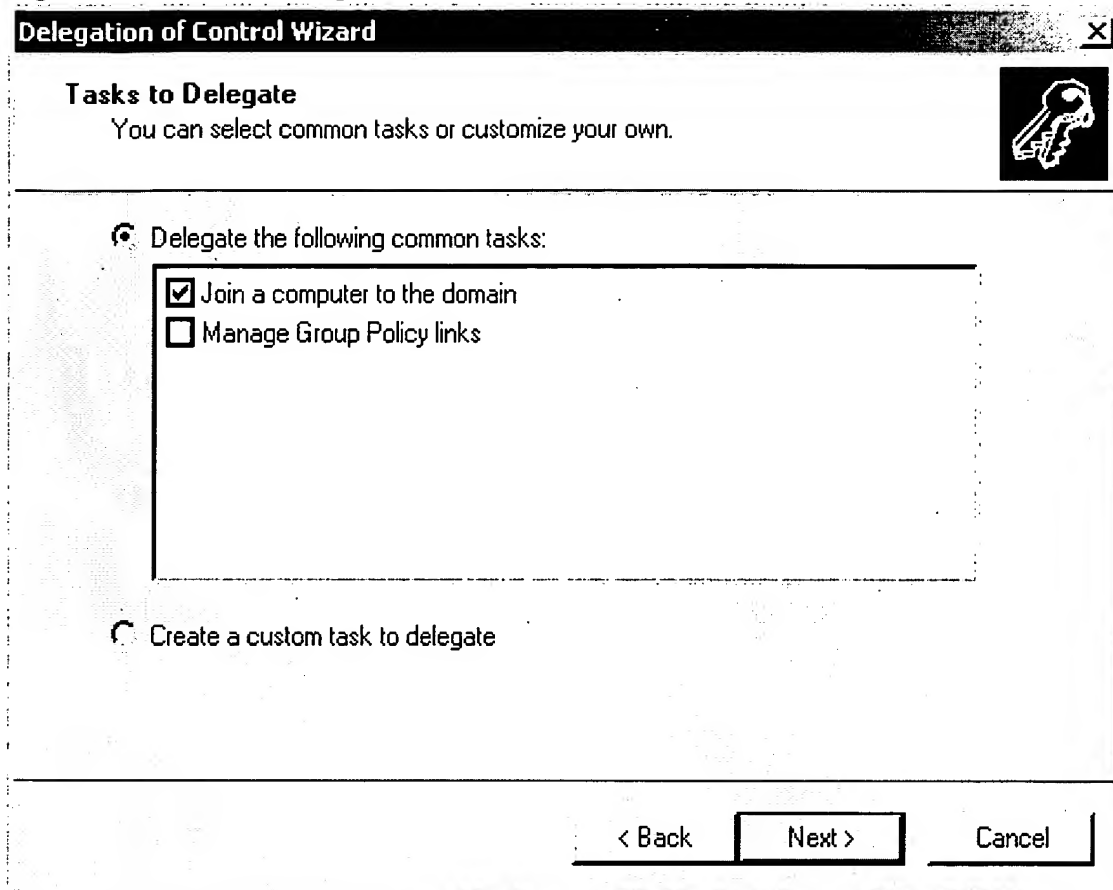 Delegation of Control Wizard
Tasks to Delegate
You can select common tasks or customize your own.
Delegate the following common tasks:
Join a computer to the domain
Manage Group Policy links
Create a custom task to delegate
< Back Next > Cancel